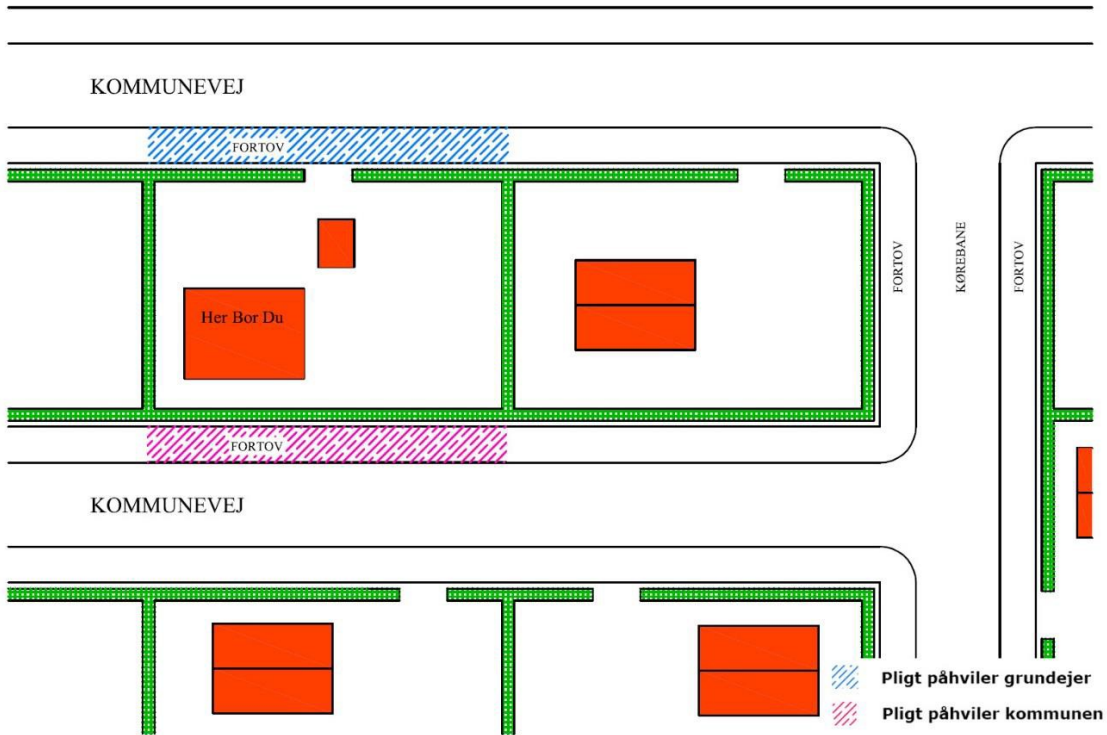 KOMMUNEVEJ
FORTOV
Her Bor Du
FORTOV
KØREBANE
FORTOV
FORTOV
KOMMUNEVEJ
Pligt påhviler grundejer
Pligt påhviler kommunen